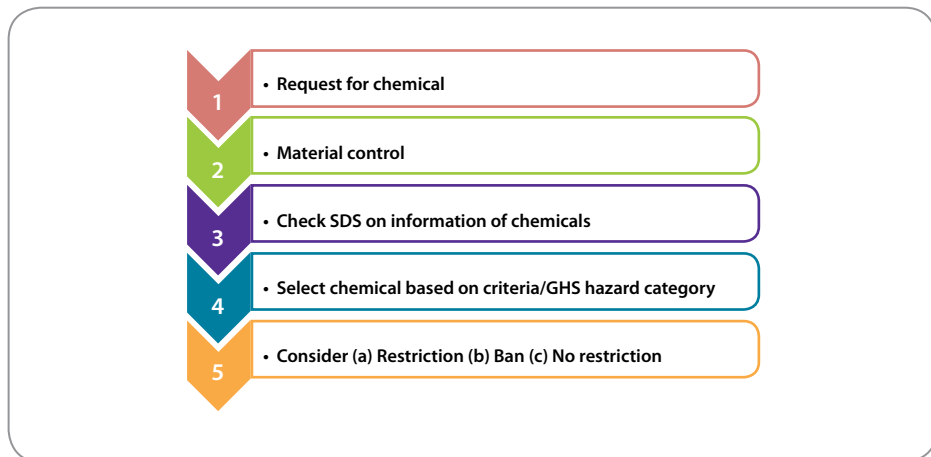 1
• Request for chemical
2
• Material control
3
• Check SDS on information of chemicals
4
• Select chemical based on criteria/GHS hazard category
5
• Consider (a) Restriction (b) Ban (c) No restriction